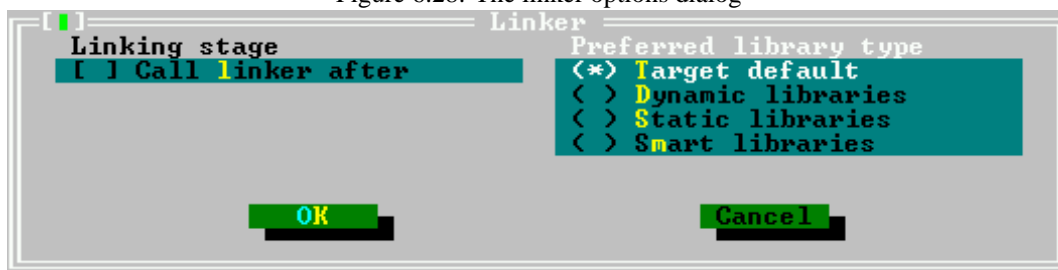 Figure 6.28: The linker options dialog
[■] Linker
Linking stage
[ ] Call linker after
Preferred library type
(*) Target default
( ) Dynamic libraries
( ) Static libraries
( ) Smart libraries
OK
Cancel